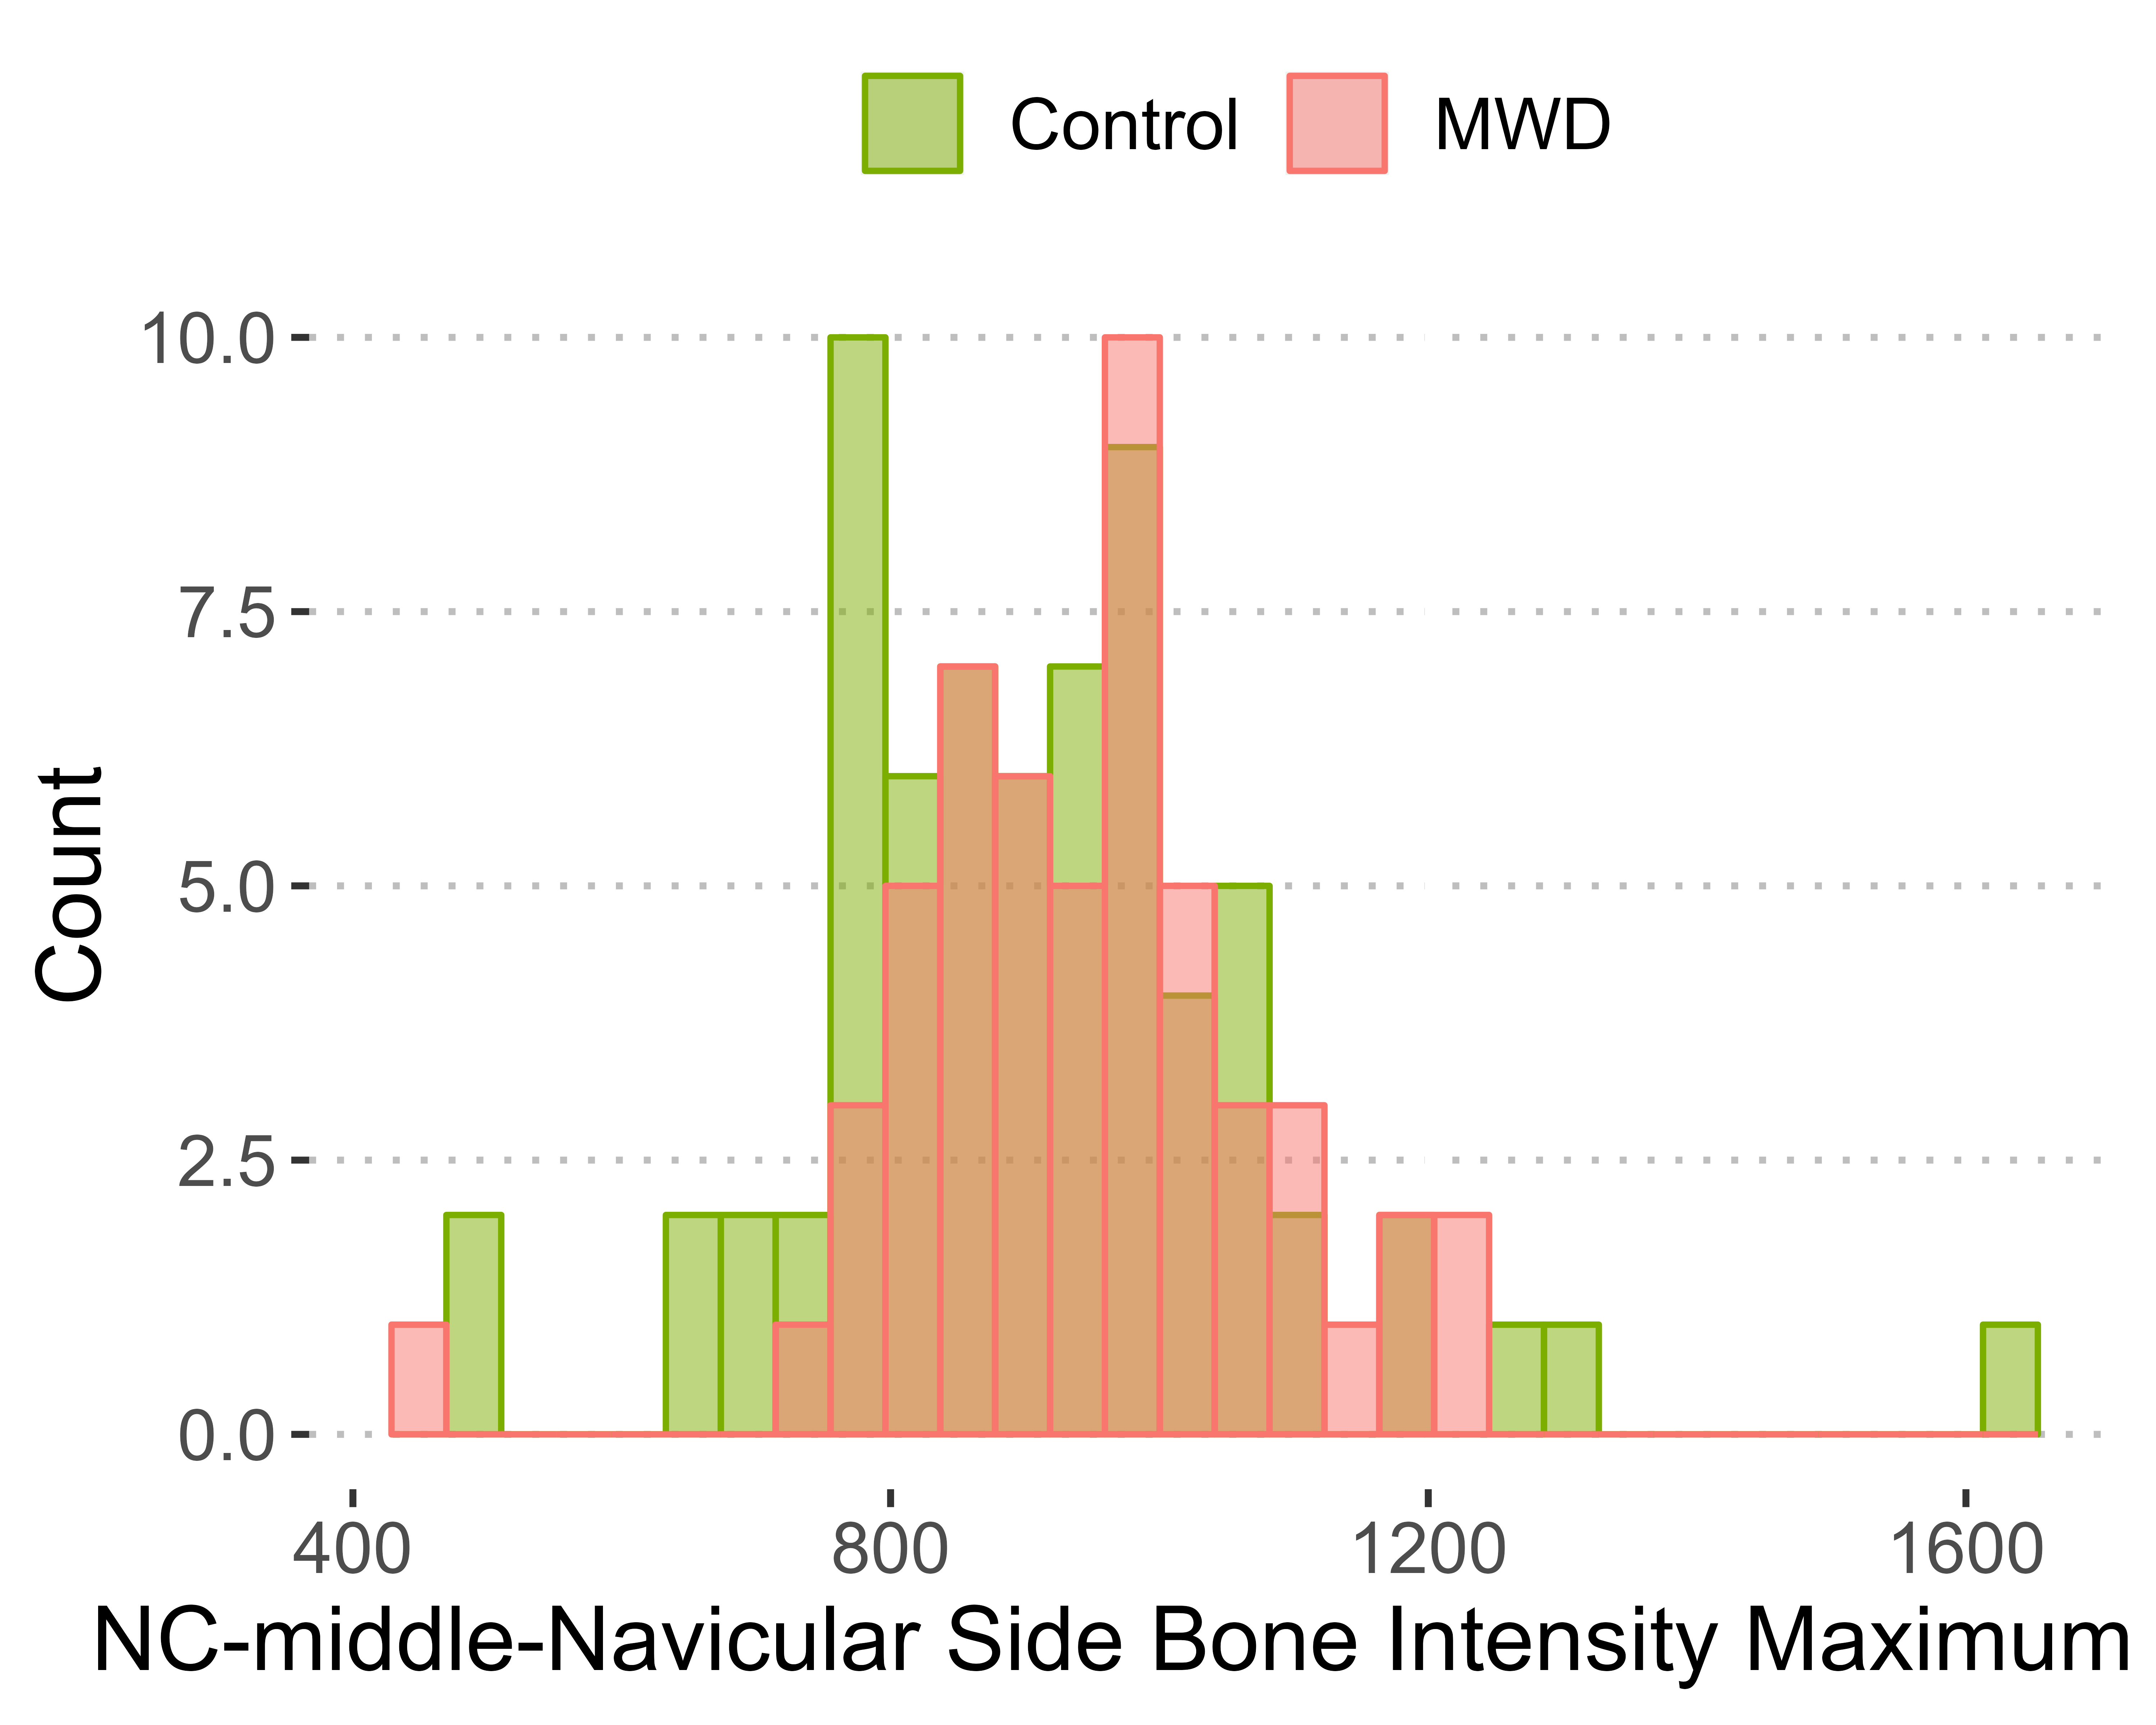 Control MWD
10.0
7.5
5.0
2.5
0.0
Count
400 800 1200 1600
NC-middle-Navicular Side Bone Intensity Maximum